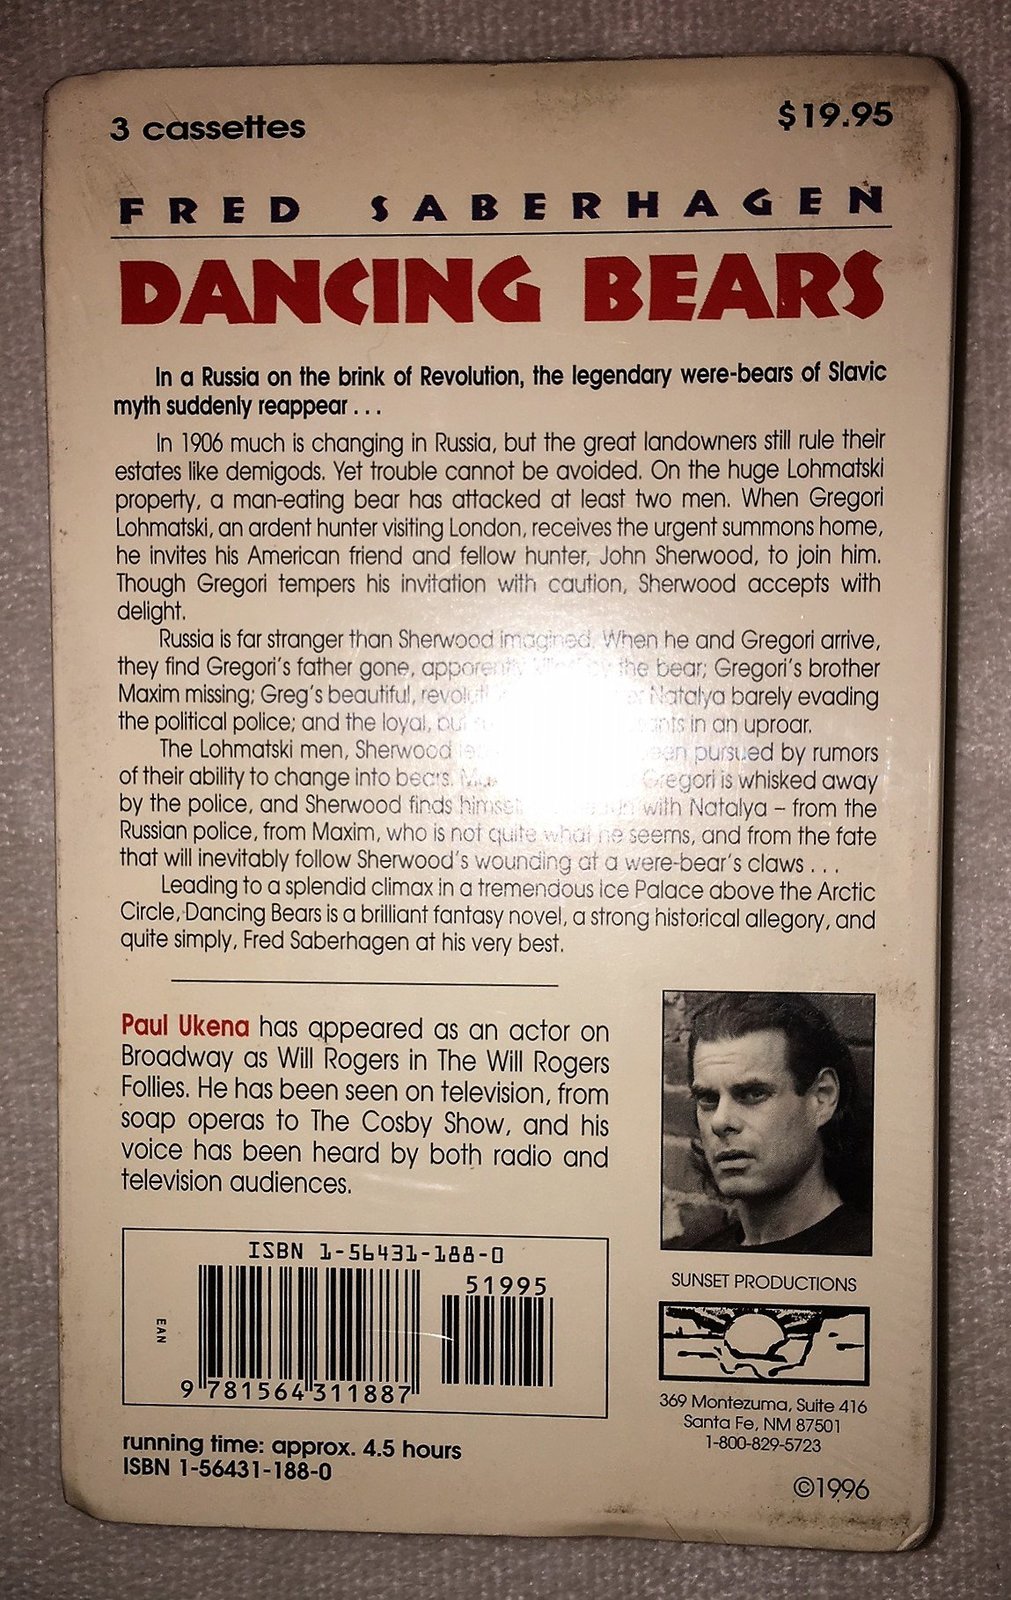 3 cassettes
$19.95
FRED SABERHAGEN
DANCING BEARS
In a Russia on the brink of Revolution, the legendary were-bears of Slavic
myth suddenly reappear . . .
In 1906 much is changing in Russia, but the great landowners still rule their
estates like demigods. Yet trouble cannot be avoided. On the huge Lohmatski
property, a man-eating bear has attacked at least two men. When Gregori
Lohmatski, an ardent hunter visiting London, receives the urgent summons home,
he invites his American friend and fellow hunter, John Sherwood, to join him.
Though Gregori tempers his invitation with caution, Sherwood accepts with
delight.
Russia is far stranger than Sherwood imagined. When he and Gregori arrive,
they find Gregori's father gone, apparently killed by the bear; Gregori's brother
Maxim missing; Greg's beautiful, Natalya barely evading
the political police; and the loyal, in an uproar.
The Lohmatski men, Sherwood pursued by rumors
of their ability to change into bears. Gregori is whisked away
by the police, and Sherwood finds himself with Natalya – from the
Russian police, from Maxim, who is not quite what he seems, and from the fate
that will inevitably follow Sherwood's wounding at a were-bear's claws . . .
Leading to a splendid climax in a tremendous Ice Palace above the Arctic
Circle, Dancing Bears is a brilliant fantasy novel, a strong historical allegory, and
quite simply, Fred Saberhagen at his very best.
Paul Ukena has appeared as an actor on
Broadway as Will Rogers in The Will Rogers
Follies. He has been seen on television, from
soap operas to The Cosby Show, and his
voice has been heard by both radio and
television audiences.
ISBN 1-56431-188-0
51995
EAN
9 781564 311887
running time: approx. 4.5 hours
ISBN 1-56431-188-0
SUNSET PRODUCTIONS
369 Montezuma, Suite 416
Santa Fe, NM 87501
1-800-829-5723
©1996